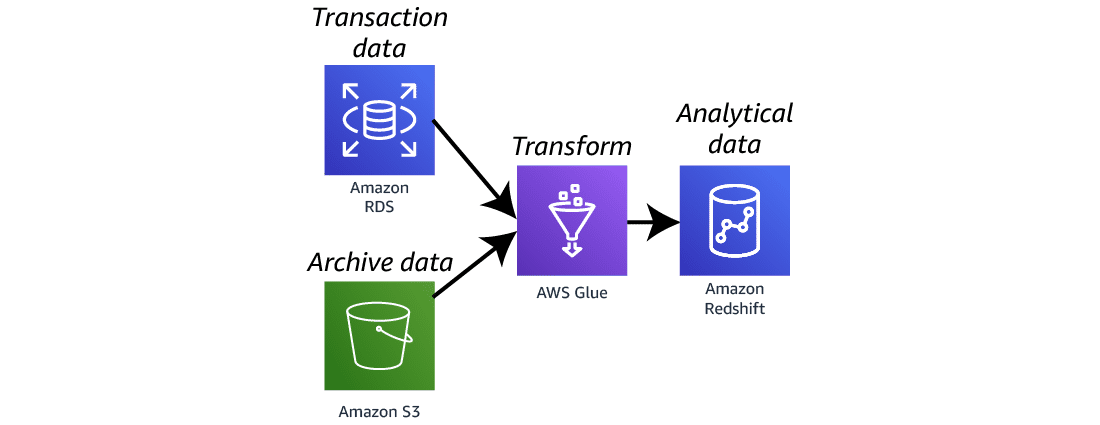 Transaction
data
Amazon
RDS
Archive data
Amazon S3
Transform
AWS Glue
Analytical
data
Amazon
Redshift